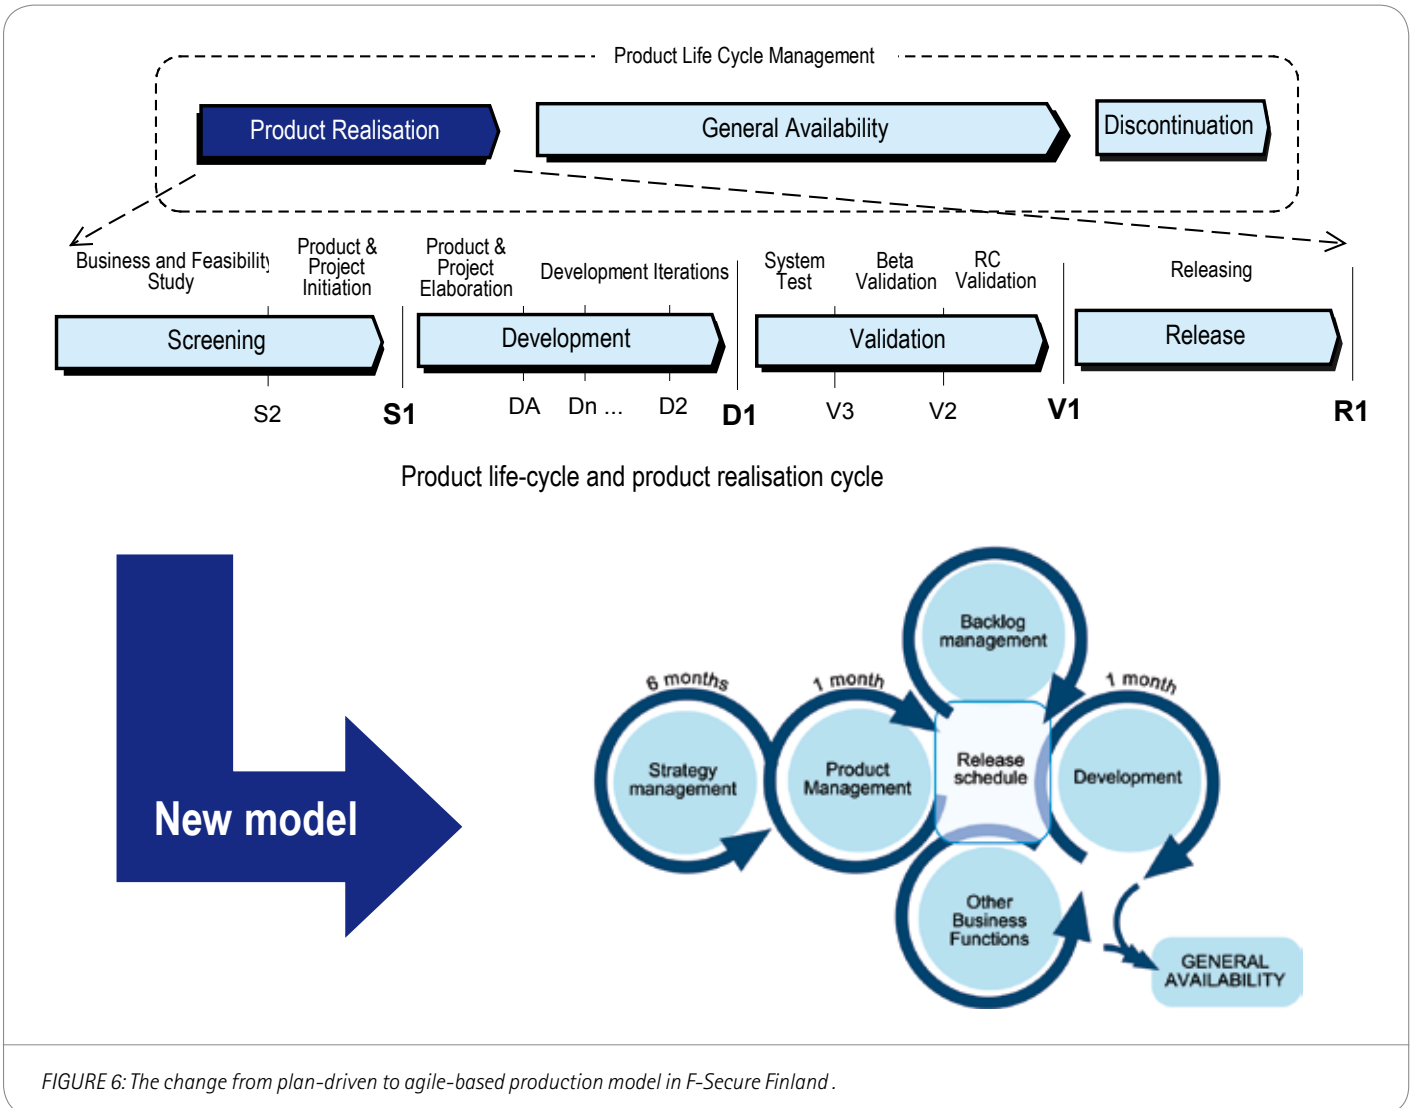 Product Life Cycle Management
Product Realisation
General Availability
Discontinuation
Business and Feasibility
Study
Product &
Project
Initiation
Product &
Project
Elaboration
Development Iterations
System
Test
Beta
Validation
RC
Validation
Releasing
Screening
Development
Validation
Release
S2
S1
DA
Dn ...
D2
D1
V3
V2
V1
R1
Product life-cycle and product realisation cycle
New model
6 months
Strategy
management
1 month
Product
Management
Backlog
management
Release
schedule
1 month
Development
Other
Business
Functions
GENERAL
AVAILABILITY
FIGURE 6: The change from plan-driven to agile-based production model in F-Secure Finland .